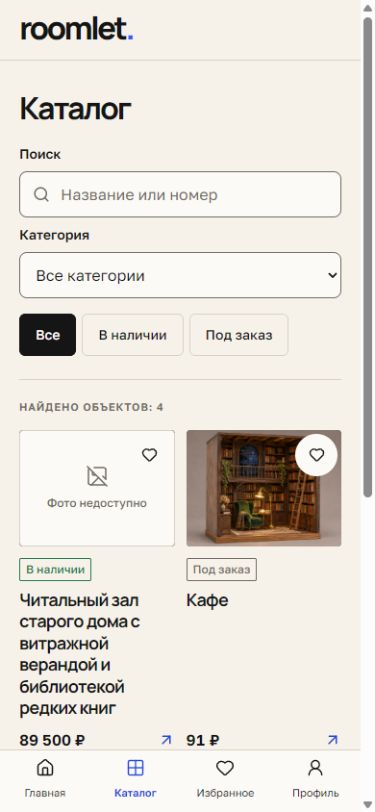 roomlet.
Каталог
Поиск
Название или номер
Категория
Все категории
Все
В наличии
Под заказ
НАЙДЕНО ОБЪЕКТОВ: 4
Фото недоступно
В наличии
Читальный зал
старого дома с
витражной
верандой и
библиотекой
редких книг
89 500 ₽
Под заказ
Кафе
91 ₽
Главная
Каталог
Избранное
Профиль